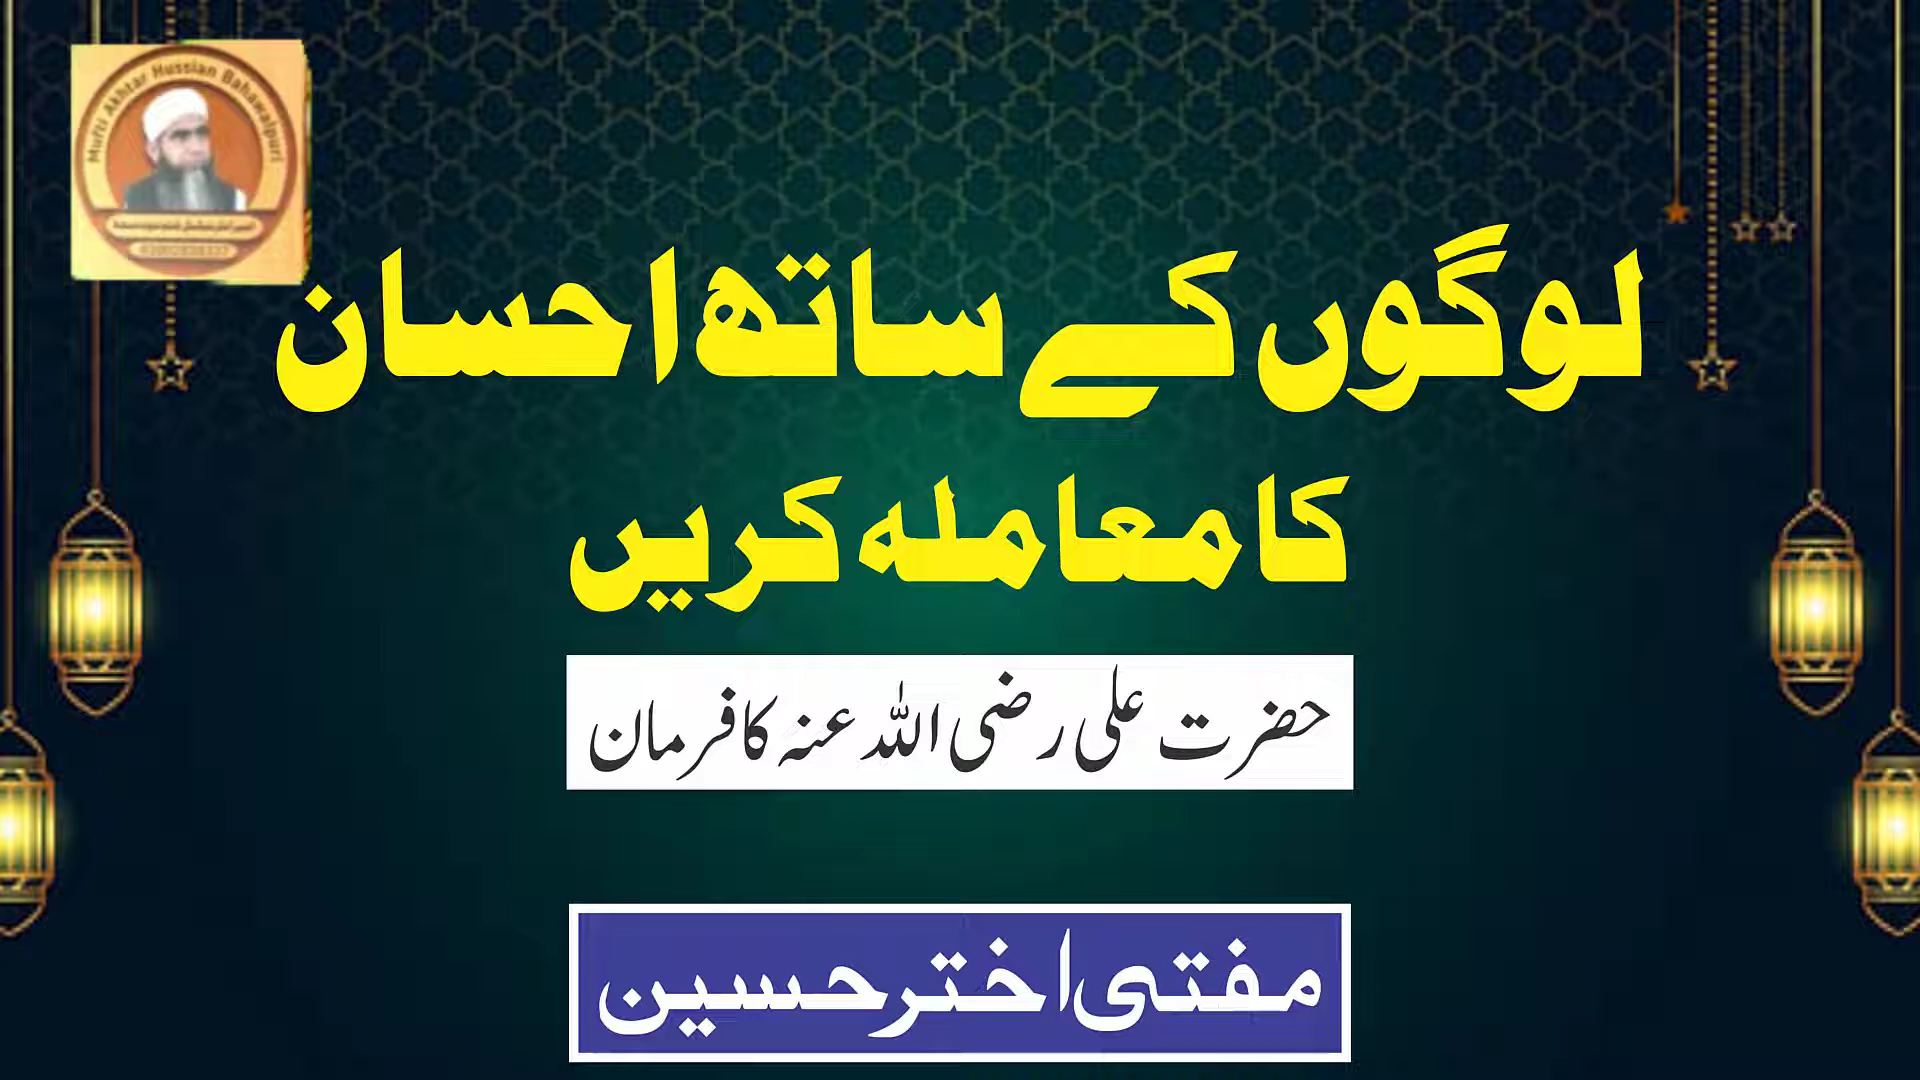 Mufti Akhtar Hussian Bahawalpuri
لوگوں کے ساتھ احسان
کا معاملہ کریں
حضرت علی رضی اللہ عنہ کا فرمان
مفتی اختر حسین